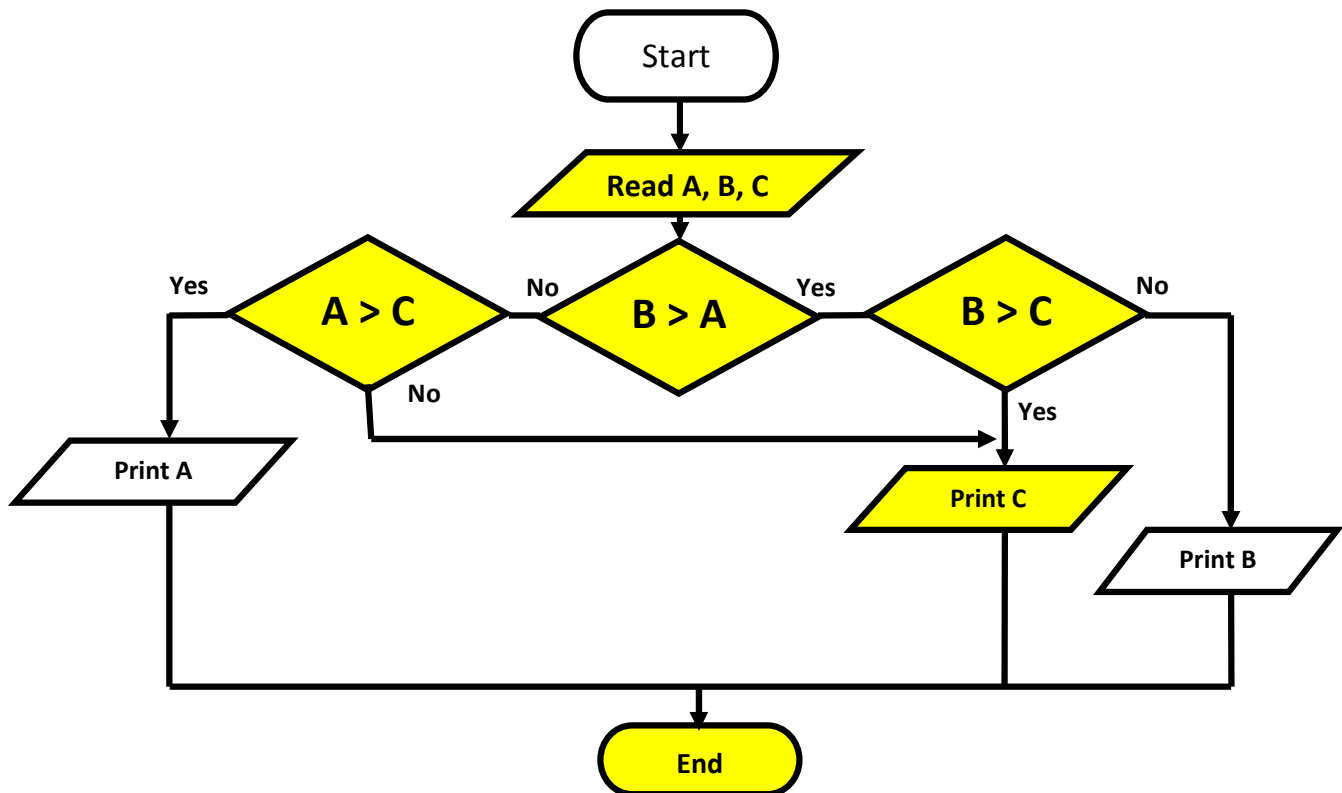 Start
Read A, B, C
Yes
A > C
No
B > A
Yes
B > C
No
No
Yes
Print A
Print C
Print B
End